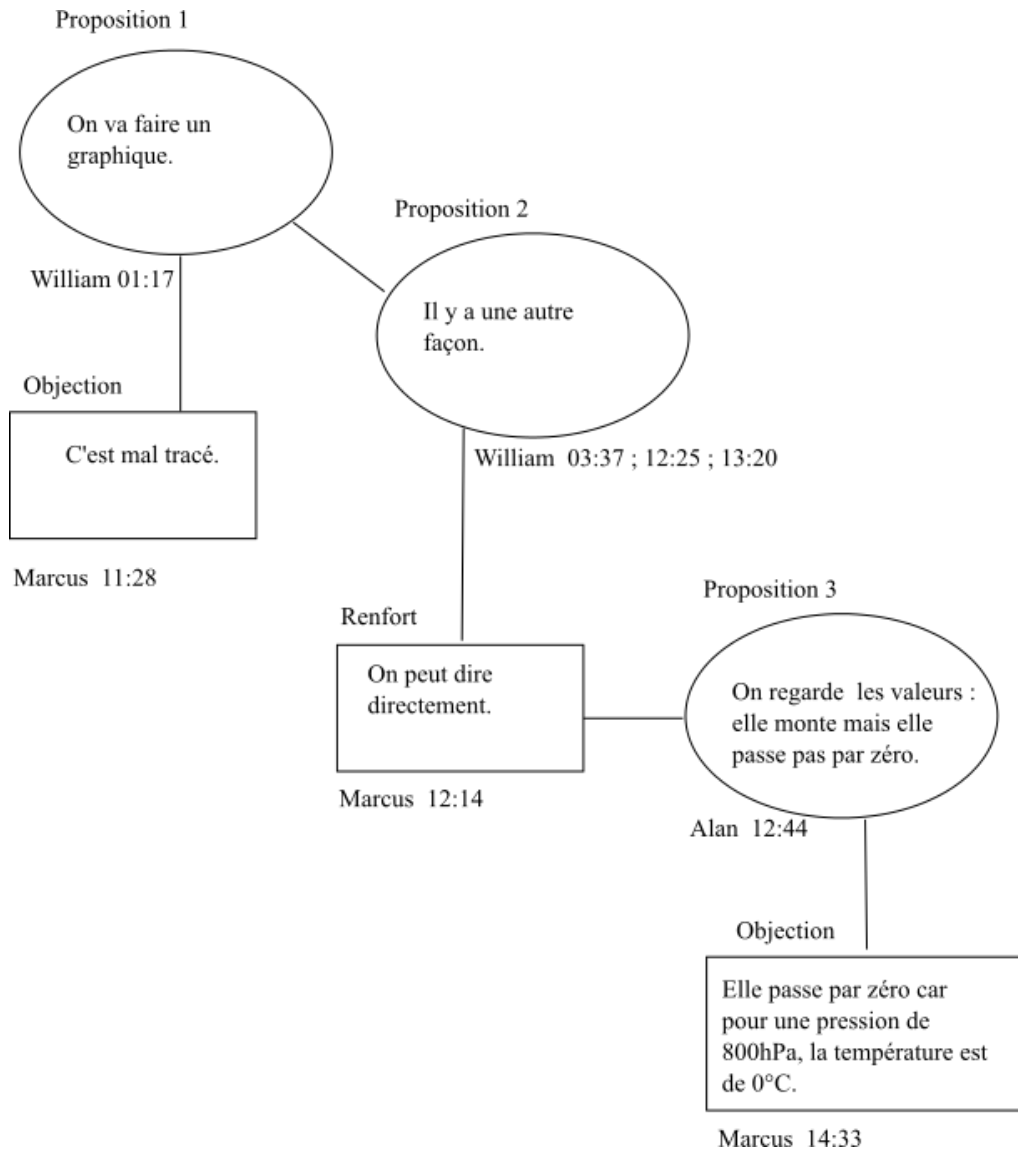 Proposition 1
On va faire un
graphique.
William 01:17
Objection
C'est mal tracé.
Marcus 11:28
Proposition 2
Il y a une autre
façon.
William 03:37 ; 12:25 ; 13:20
Renfort
On peut dire
directement.
Marcus 12:14
Proposition 3
On regarde les valeurs :
elle monte mais elle
passe pas par zéro.
Alan 12:44
Objection
Elle passe par zéro car
pour une pression de
800hPa, la température est
de 0°C.
Marcus 14:33